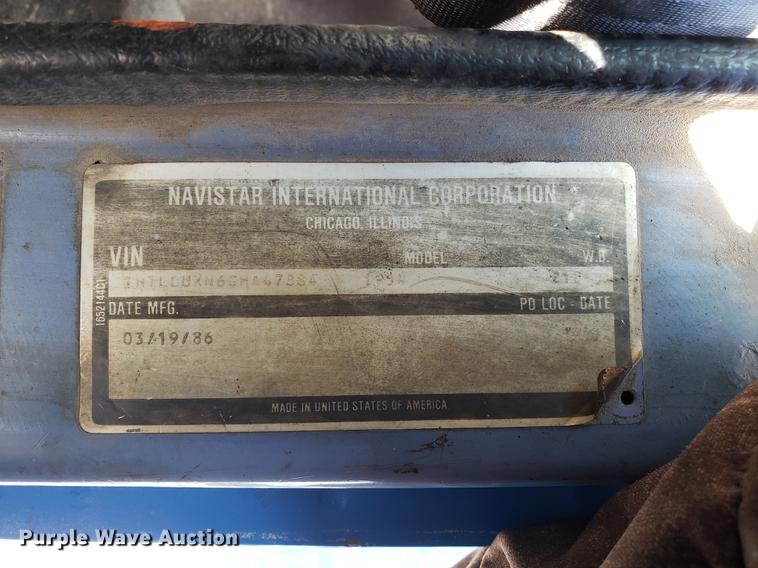 NAVISTAR INTERNATIONAL CORPORATION
CHICAGO, ILLINOIS
VIN MODEL W.B.
DATE MFG. PD LOC - DATE
03/19/86
MADE IN UNITED STATES OF AMERICA
1652144C1
Purple Wave Auction